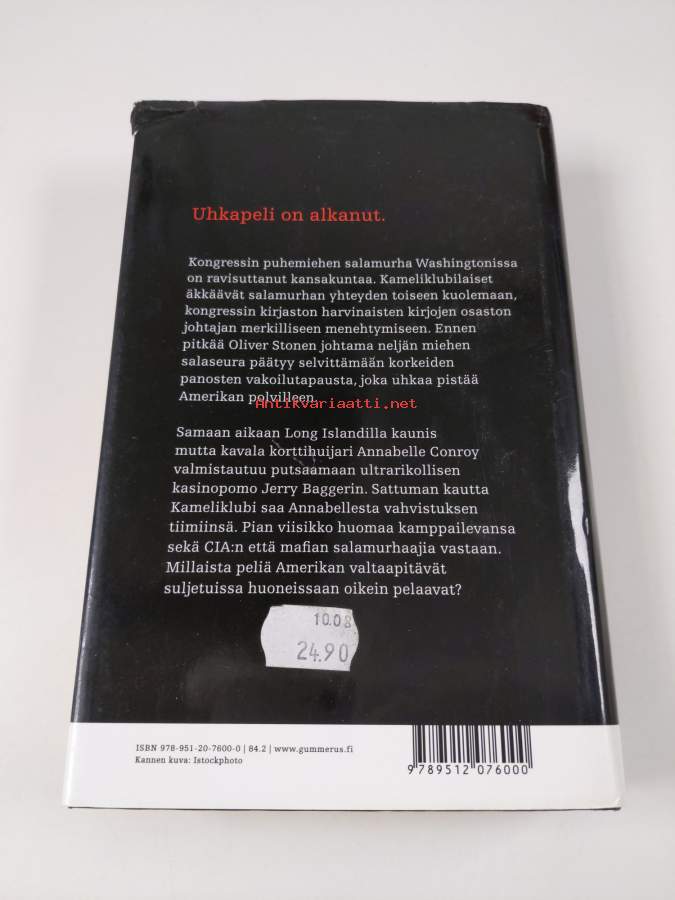 Uhkapeli on alkanut.
Kongressin puhemiehen salamurha Washingtonissa
on ravisuttanut kansakuntaa. Kameliklubilaiset
äkkäävät salamurhan yhteyden toiseen kuolemaan,
kongressin kirjaston harvinaisten kirjojen osaston
johtajan merkilliseen menehtymiseen. Ennen
pitkää Oliver Stonen johtama neljän miehen
salaseura päätyy selvittämään korkeiden
panosten vakoilutapausta, joka uhkaa pistää
Amerikan polvilleen.
Antikvariaatti.net
Samaan aikaan Long Islandilla kaunis
mutta kavala korttihuijari Annabelle Conroy
valmistautuu putsaamaan ultrarikollisen
kasinopomo Jerry Baggerin. Sattuman kautta
Kameliklubi saa Annabellesta vahvistuksen
tiimiinsä. Pian viisikko huomaa kamppailevansa
sekä CIA:n että mafian salamurhaajia vastaan.
Millaista peliä Amerikan valtaapitävät
suljetuissa huoneissaan oikein pelaavat?
10.08
24.90
ISBN 978-951-20-7600-0 | 84.2 | www.gummerus.fi
Kannen kuva: Istockphoto
9 789512 076000